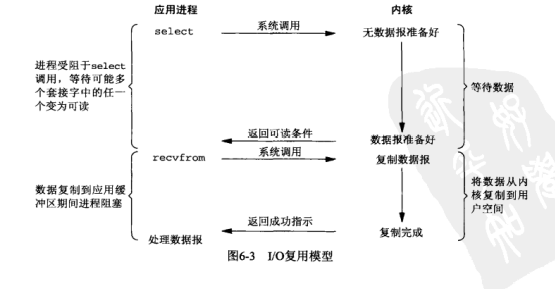 应用进程
内核
select
系统调用
无数据报准备好
进程受阻于select
调用，等待可能多
个套接字中的任一
个变为可读
等待数据
返回可读条件
数据报准备好
recvfrom
系统调用
复制数据报
数据复制到应用缓
冲区期间进程阻塞
将数据从内
核复制到用
户空间
返回成功指示
处理数据报
复制完成
图6-3 I/O复用模型